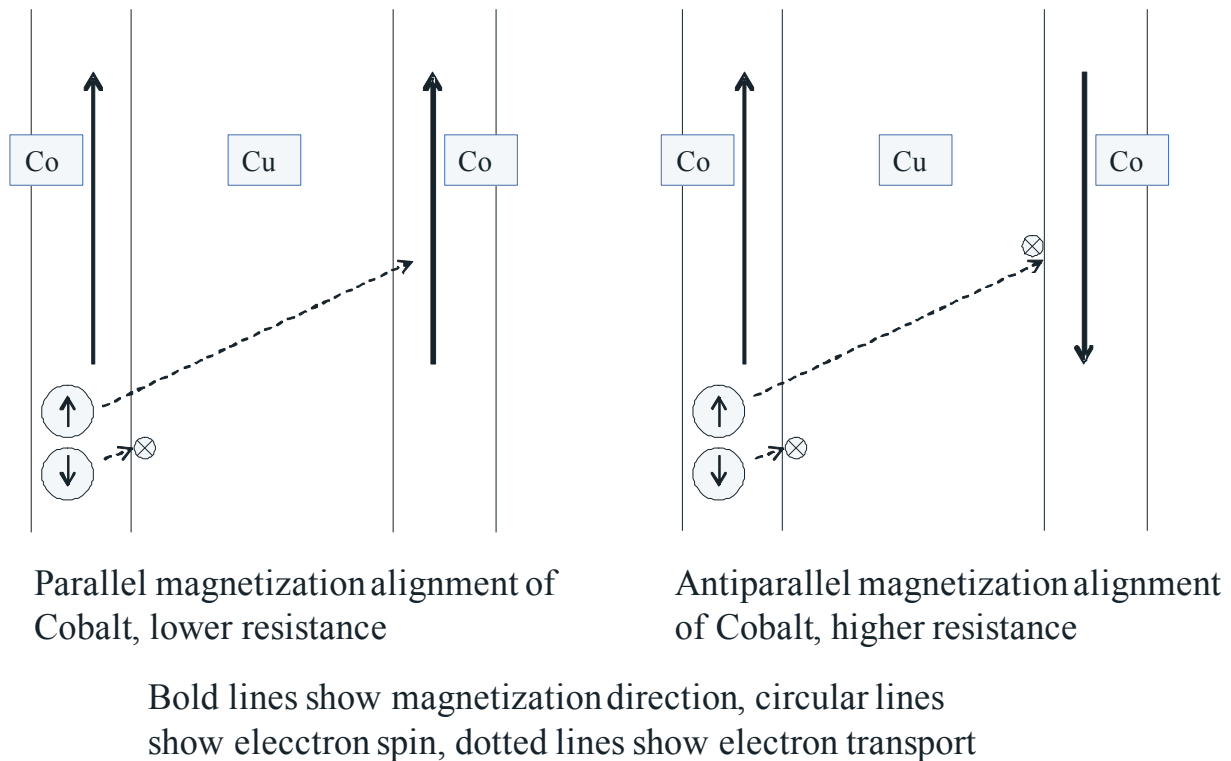 Co
Cu
Co
Co
Cu
Co
Parallel magnetization alignment of
Cobalt, lower resistance
Antiparallel magnetization alignment
of Cobalt, higher resistance
Bold lines show magnetization direction, circular lines
show elecctron spin, dotted lines show electron transport